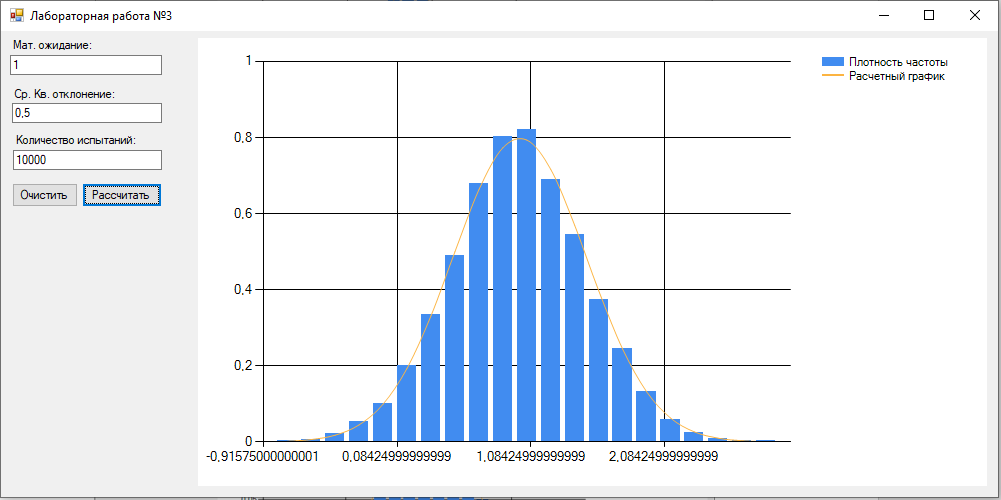 Лабораторная работа №3
Мат. ожидание:
1
Ср. Кв. отклонение:
0,5
Количество испытаний:
10000
Очистить Рассчитать
1
0,8
0,6
0,4
0,2
0
-0,915750000000001 0,08424999999999 1,08424999999999 2,08424999999999
Плотность частоты
Расчетный график